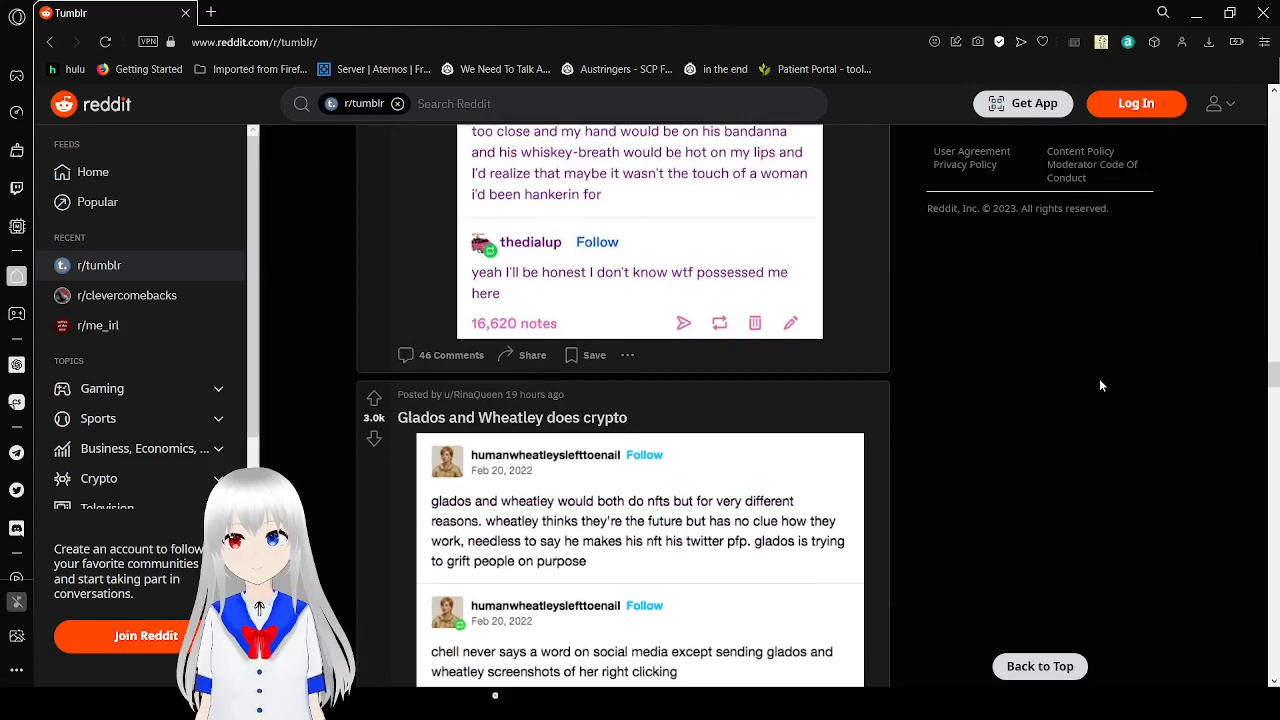 Tumblr
VPN
www.reddit.com/r/tumblr/
h hulu
Getting Started
Imported from Firef...
Server | Aternos | Fr...
We Need To Talk A...
Austringers - SCP F...
in the end
Patient Portal - tool...
reddit
r/tumblr
Search Reddit
Get App
Log In
FEEDS
Home
Popular
RECENT
r/tumblr
r/clevercomebacks
r/me_irl
TOPICS
Gaming
Sports
Business, Economics, ...
Crypto
Television
Create an account to follow
your favorite communities
and start taking part in
conversations.
Join Reddit
too close and my hand would be on his bandanna
and his whiskey-breath would be hot on my lips and
I'd realize that maybe it wasn't the touch of a woman
i'd been hankerin for
thedialup Follow
yeah I'll be honest I don't know wtf possessed me
here
16,620 notes
46 Comments
Share
Save
Posted by u/RinaQueen 19 hours ago
3.0k
Glados and Wheatley does crypto
humanwheatleyslefttoenail Follow
Feb 20, 2022
glados and wheatley would both do nfts but for very different
reasons. wheatley thinks they're the future but has no clue how they
work, needless to say he makes his nft his twitter pfp. glados is trying
to grift people on purpose
humanwheatleyslefttoenail Follow
Feb 20, 2022
chell never says a word on social media except sending glados and
wheatley screenshots of her right clicking
User Agreement
Privacy Policy
Content Policy
Moderator Code Of
Conduct
Reddit, Inc. © 2023. All rights reserved.
Back to Top